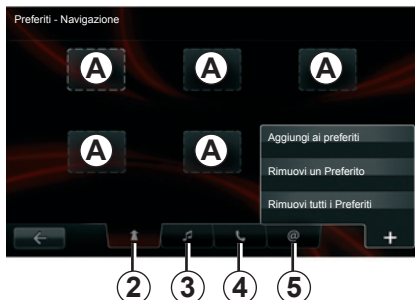 Preferiti - Navigazione
A A A
Aggiungi ai preferiti
A A
Rimuovi un Preferito
Rimuovi tutti i Preferiti
@ +
2 3 4 5